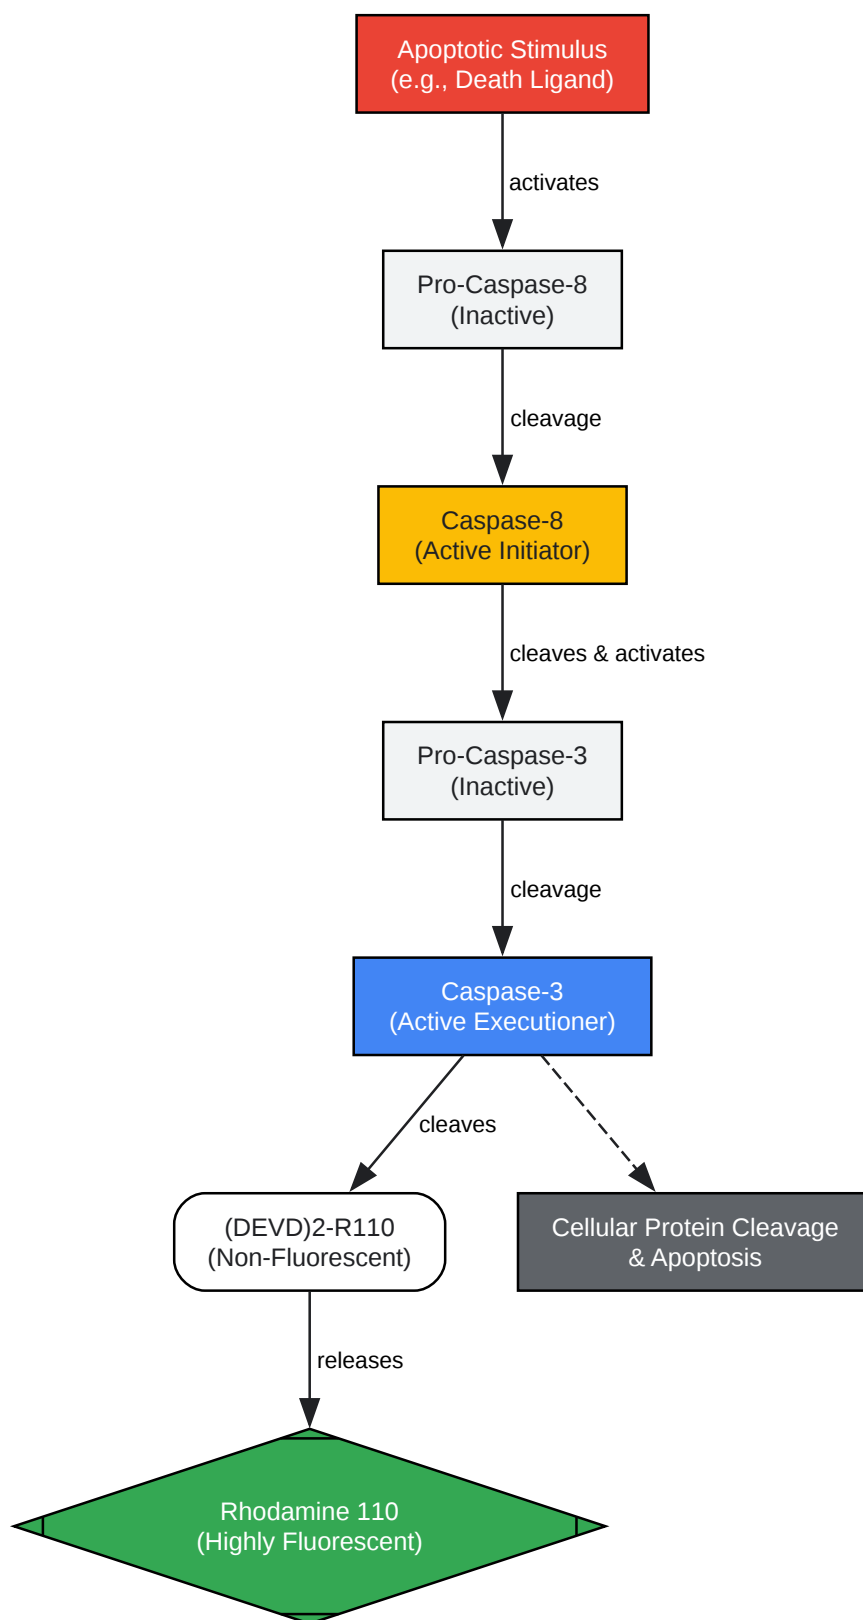 Apoptotic Stimulus
(e.g., Death Ligand)
activates
Pro-Caspase-8
(Inactive)
cleavage
Caspase-8
(Active Initiator)
cleaves & activates
Pro-Caspase-3
(Inactive)
cleavage
Caspase-3
(Active Executioner)
cleaves
(DEVD)2-R110
(Non-Fluorescent)
Cellular Protein Cleavage
& Apoptosis
releases
Rhodamine 110
(Highly Fluorescent)